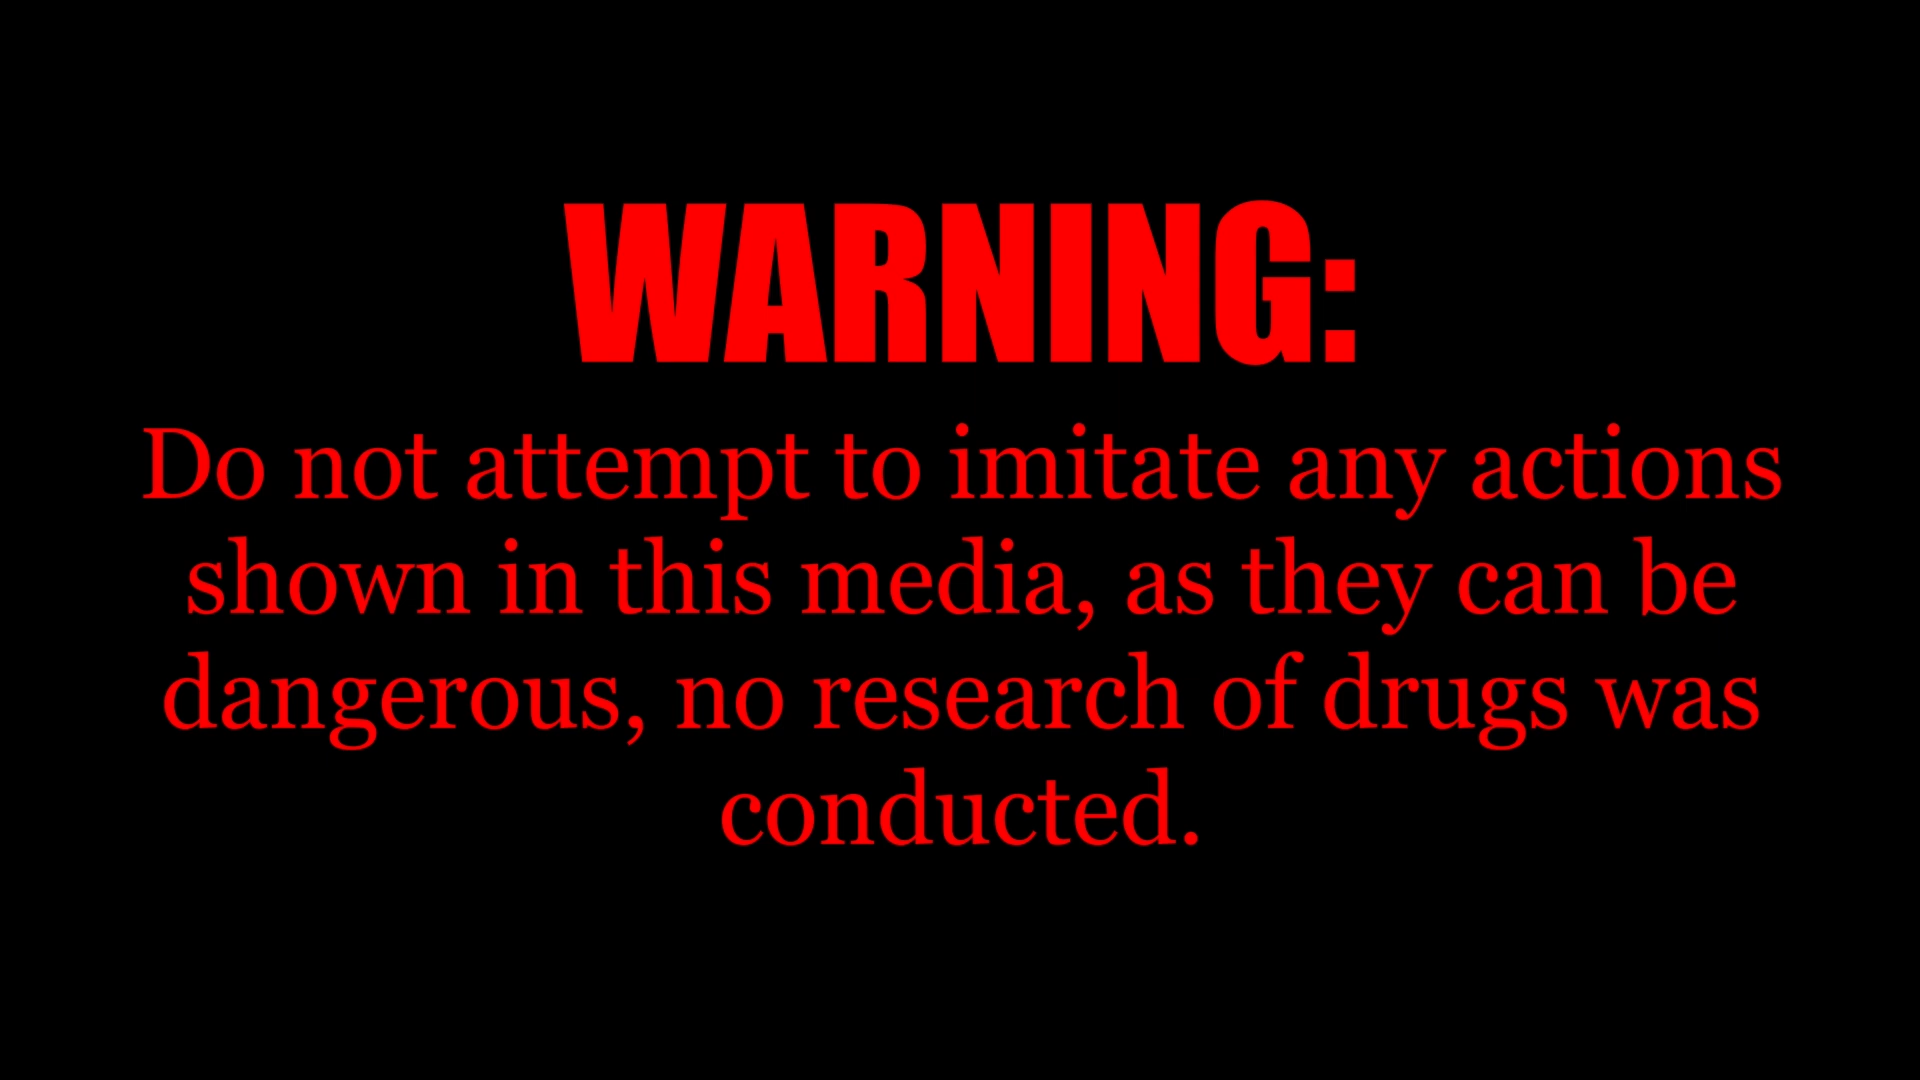 WARNING:
Do not attempt to imitate any actions
shown in this media, as they can be
dangerous, no research of drugs was
conducted.